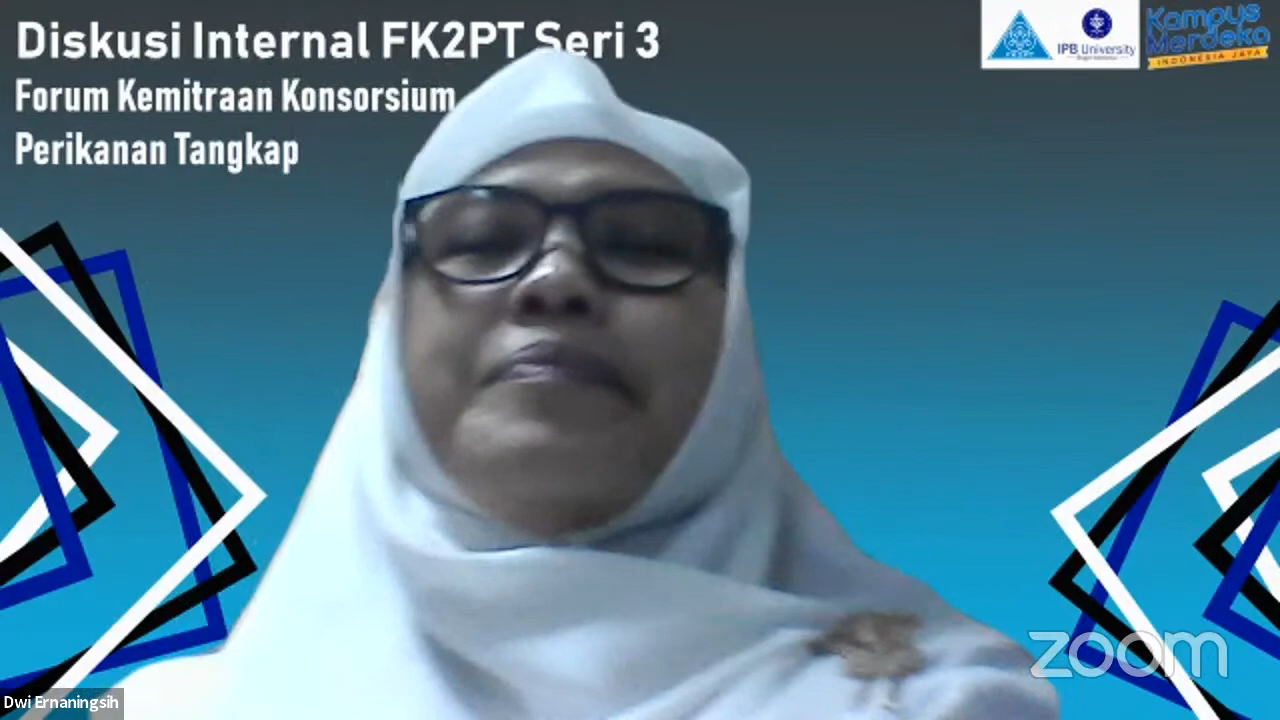 Diskusi Internal FK2PT Seri 3
Forum Kemitraan Konsorsium
Perikanan Tangkap
IPB University
Kampus
Merdeka
INDONESIA JAYA
zoom
Dwi Ernaningsih